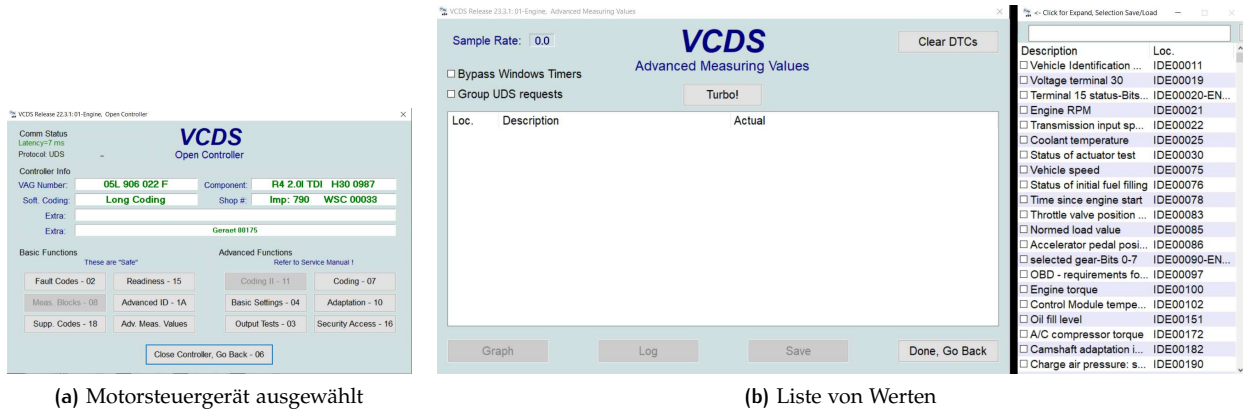 VCDS Release 22.3.1: 01-Engine, Open Controller
Comm Status
Latency=7 ms
Protocol: UDS
VCDS
Open Controller
Controller Info
VAG Number: 05L 906 022 F Component: R4 2.0l TDI H30 0987
Soft. Coding: Long Coding Shop #: Imp: 790 WSC 00033
Extra:
Extra: Geraet 00175
Basic Functions Advanced Functions
These are "Safe" Refer to Service Manual !
Fault Codes - 02 Readiness - 15 Coding II - 11 Coding - 07
Meas. Blocks - 08 Advanced ID - 1A Basic Settings - 04 Adaptation - 10
Supp. Codes - 18 Adv. Meas. Values Output Tests - 03 Security Access - 16
Close Controller, Go Back - 06
(a) Motorsteuergerät ausgewählt
VCDS Release 23.3.1: 01-Engine, Advanced Measuring Values
Sample Rate: 0.0
VCDS
Clear DTCs
Advanced Measuring Values
Bypass Windows Timers
Group UDS requests
Turbo!
Loc. Description Actual
Graph Log Save Done, Go Back
<- Click for Expand, Selection Save/Load
Description Loc.
Vehicle Identification ... IDE00011
Voltage terminal 30 IDE00019
Terminal 15 status-Bits... IDE00020-EN...
Engine RPM IDE00021
Transmission input sp... IDE00022
Coolant temperature IDE00025
Status of actuator test IDE00030
Vehicle speed IDE00075
Status of initial fuel filling IDE00076
Time since engine start IDE00078
Throttle valve position ... IDE00083
Normed load value IDE00085
Accelerator pedal posi... IDE00086
selected gear-Bits 0-7 IDE00090-EN...
OBD - requirements fo... IDE00097
Engine torque IDE00100
Control Module tempe... IDE00102
Oil fill level IDE00151
A/C compressor torque IDE00172
Camshaft adaptation i... IDE00182
Charge air pressure: s... IDE00190
(b) Liste von Werten